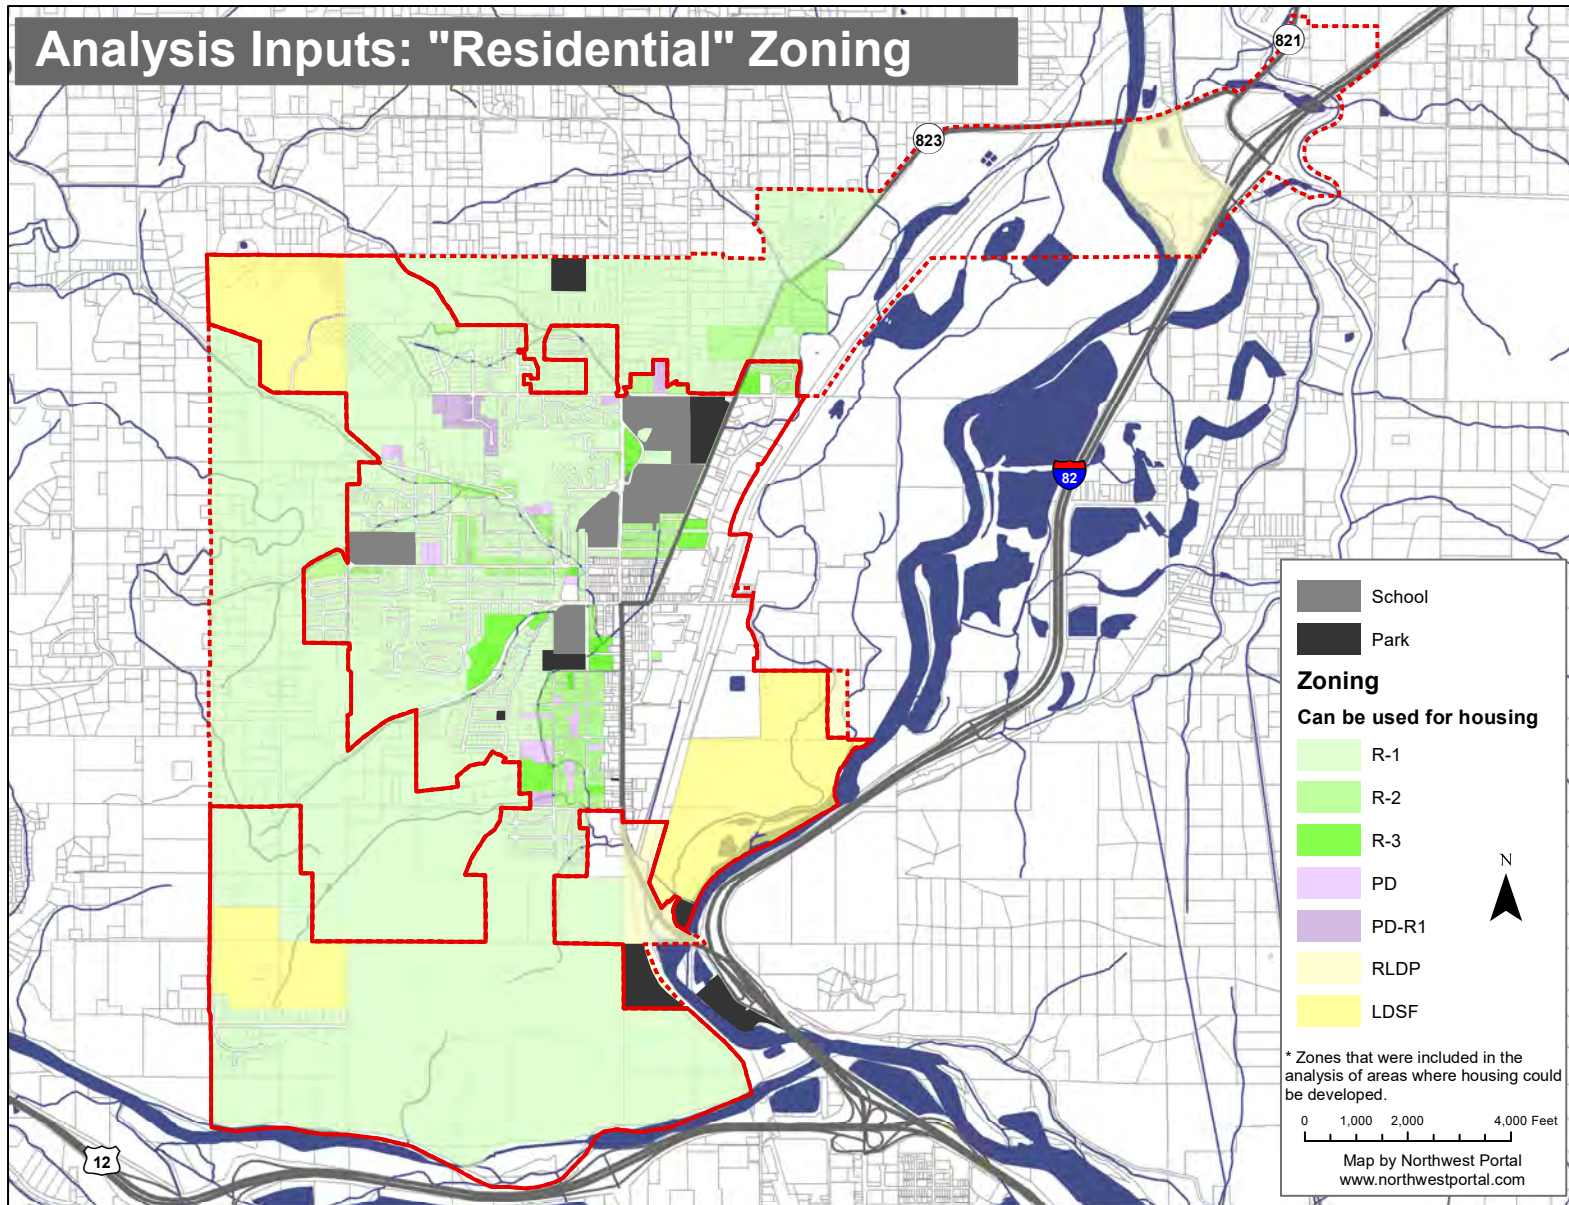 Analysis Inputs: "Residential" Zoning
821
823
82
12
School
Park
Zoning
Can be used for housing
R-1
R-2
R-3
PD
PD-R1
RLDP
LDSF
N
* Zones that were included in the
analysis of areas where housing could
be developed.
0 1,000 2,000 4,000 Feet
Map by Northwest Portal
www.northwestportal.com